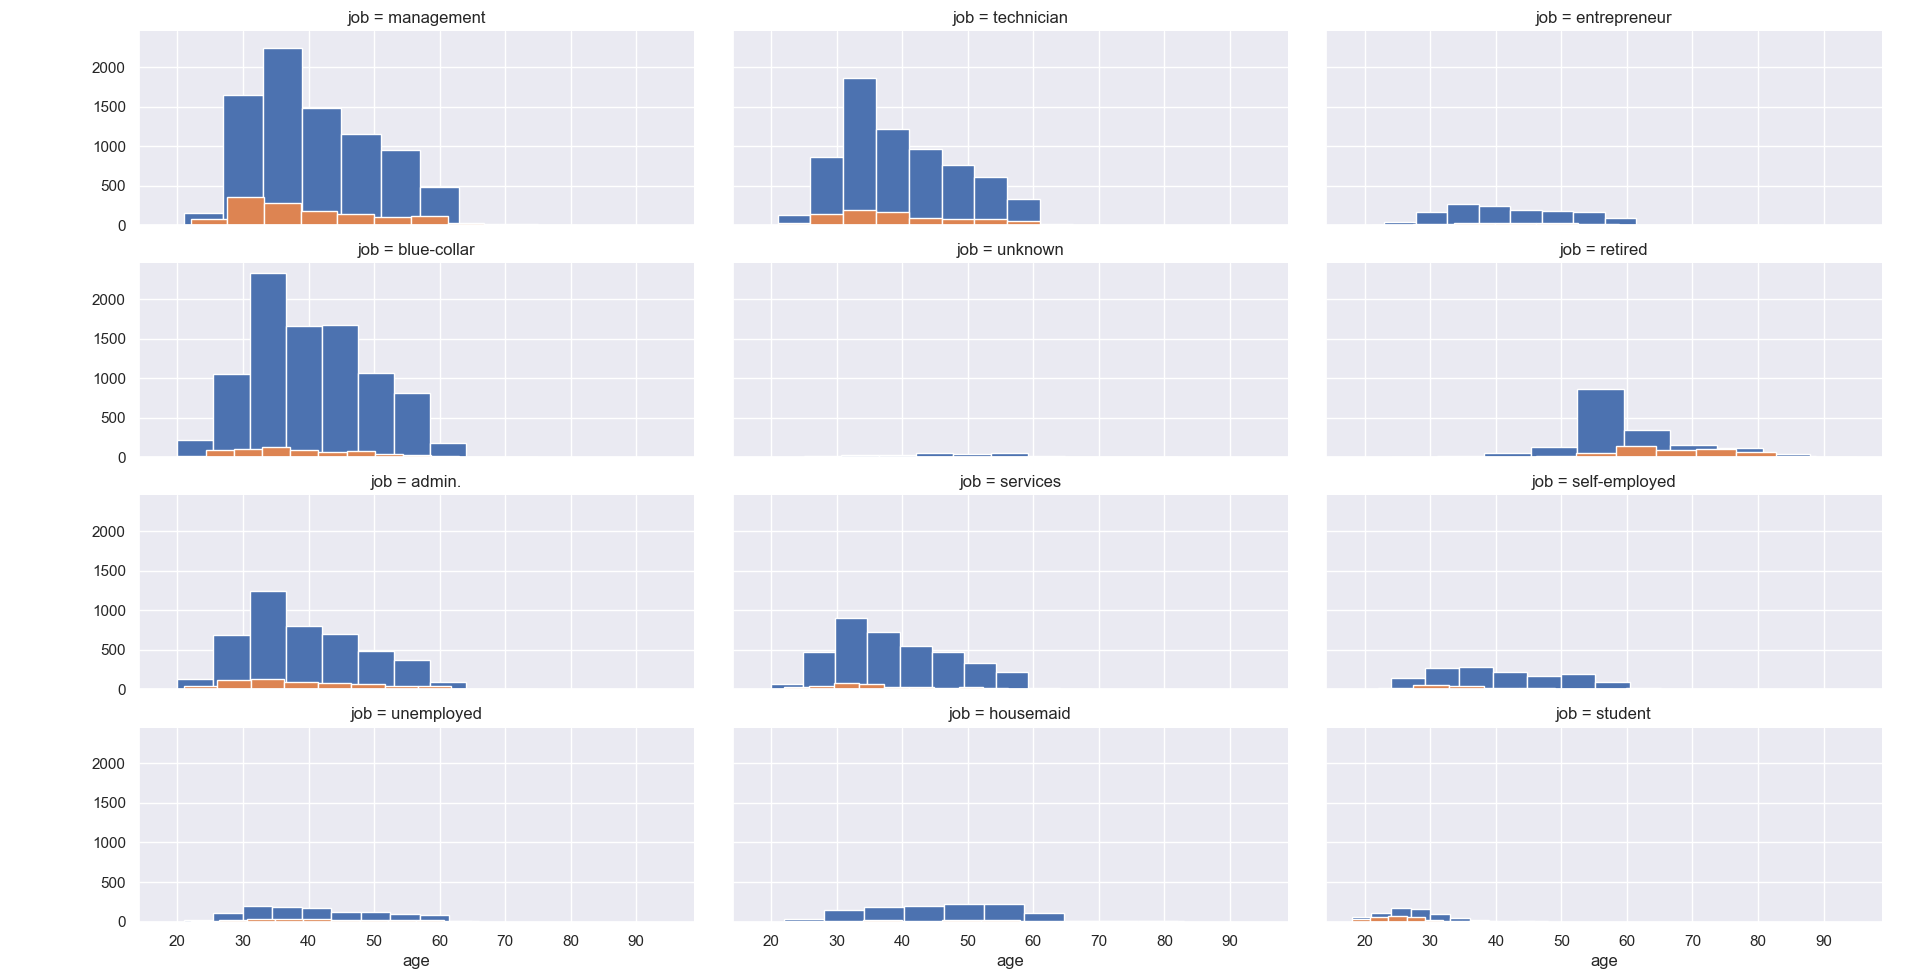 job = management
job = technician
job = entrepreneur
2000
1500
1000
500
0
job = blue-collar
job = unknown
job = retired
2000
1500
1000
500
0
job = admin.
job = services
job = self-employed
2000
1500
1000
500
0
job = unemployed
job = housemaid
job = student
2000
1500
1000
500
0
20 30 40 50 60 70 80 90
20 30 40 50 60 70 80 90
20 30 40 50 60 70 80 90
age
age
age